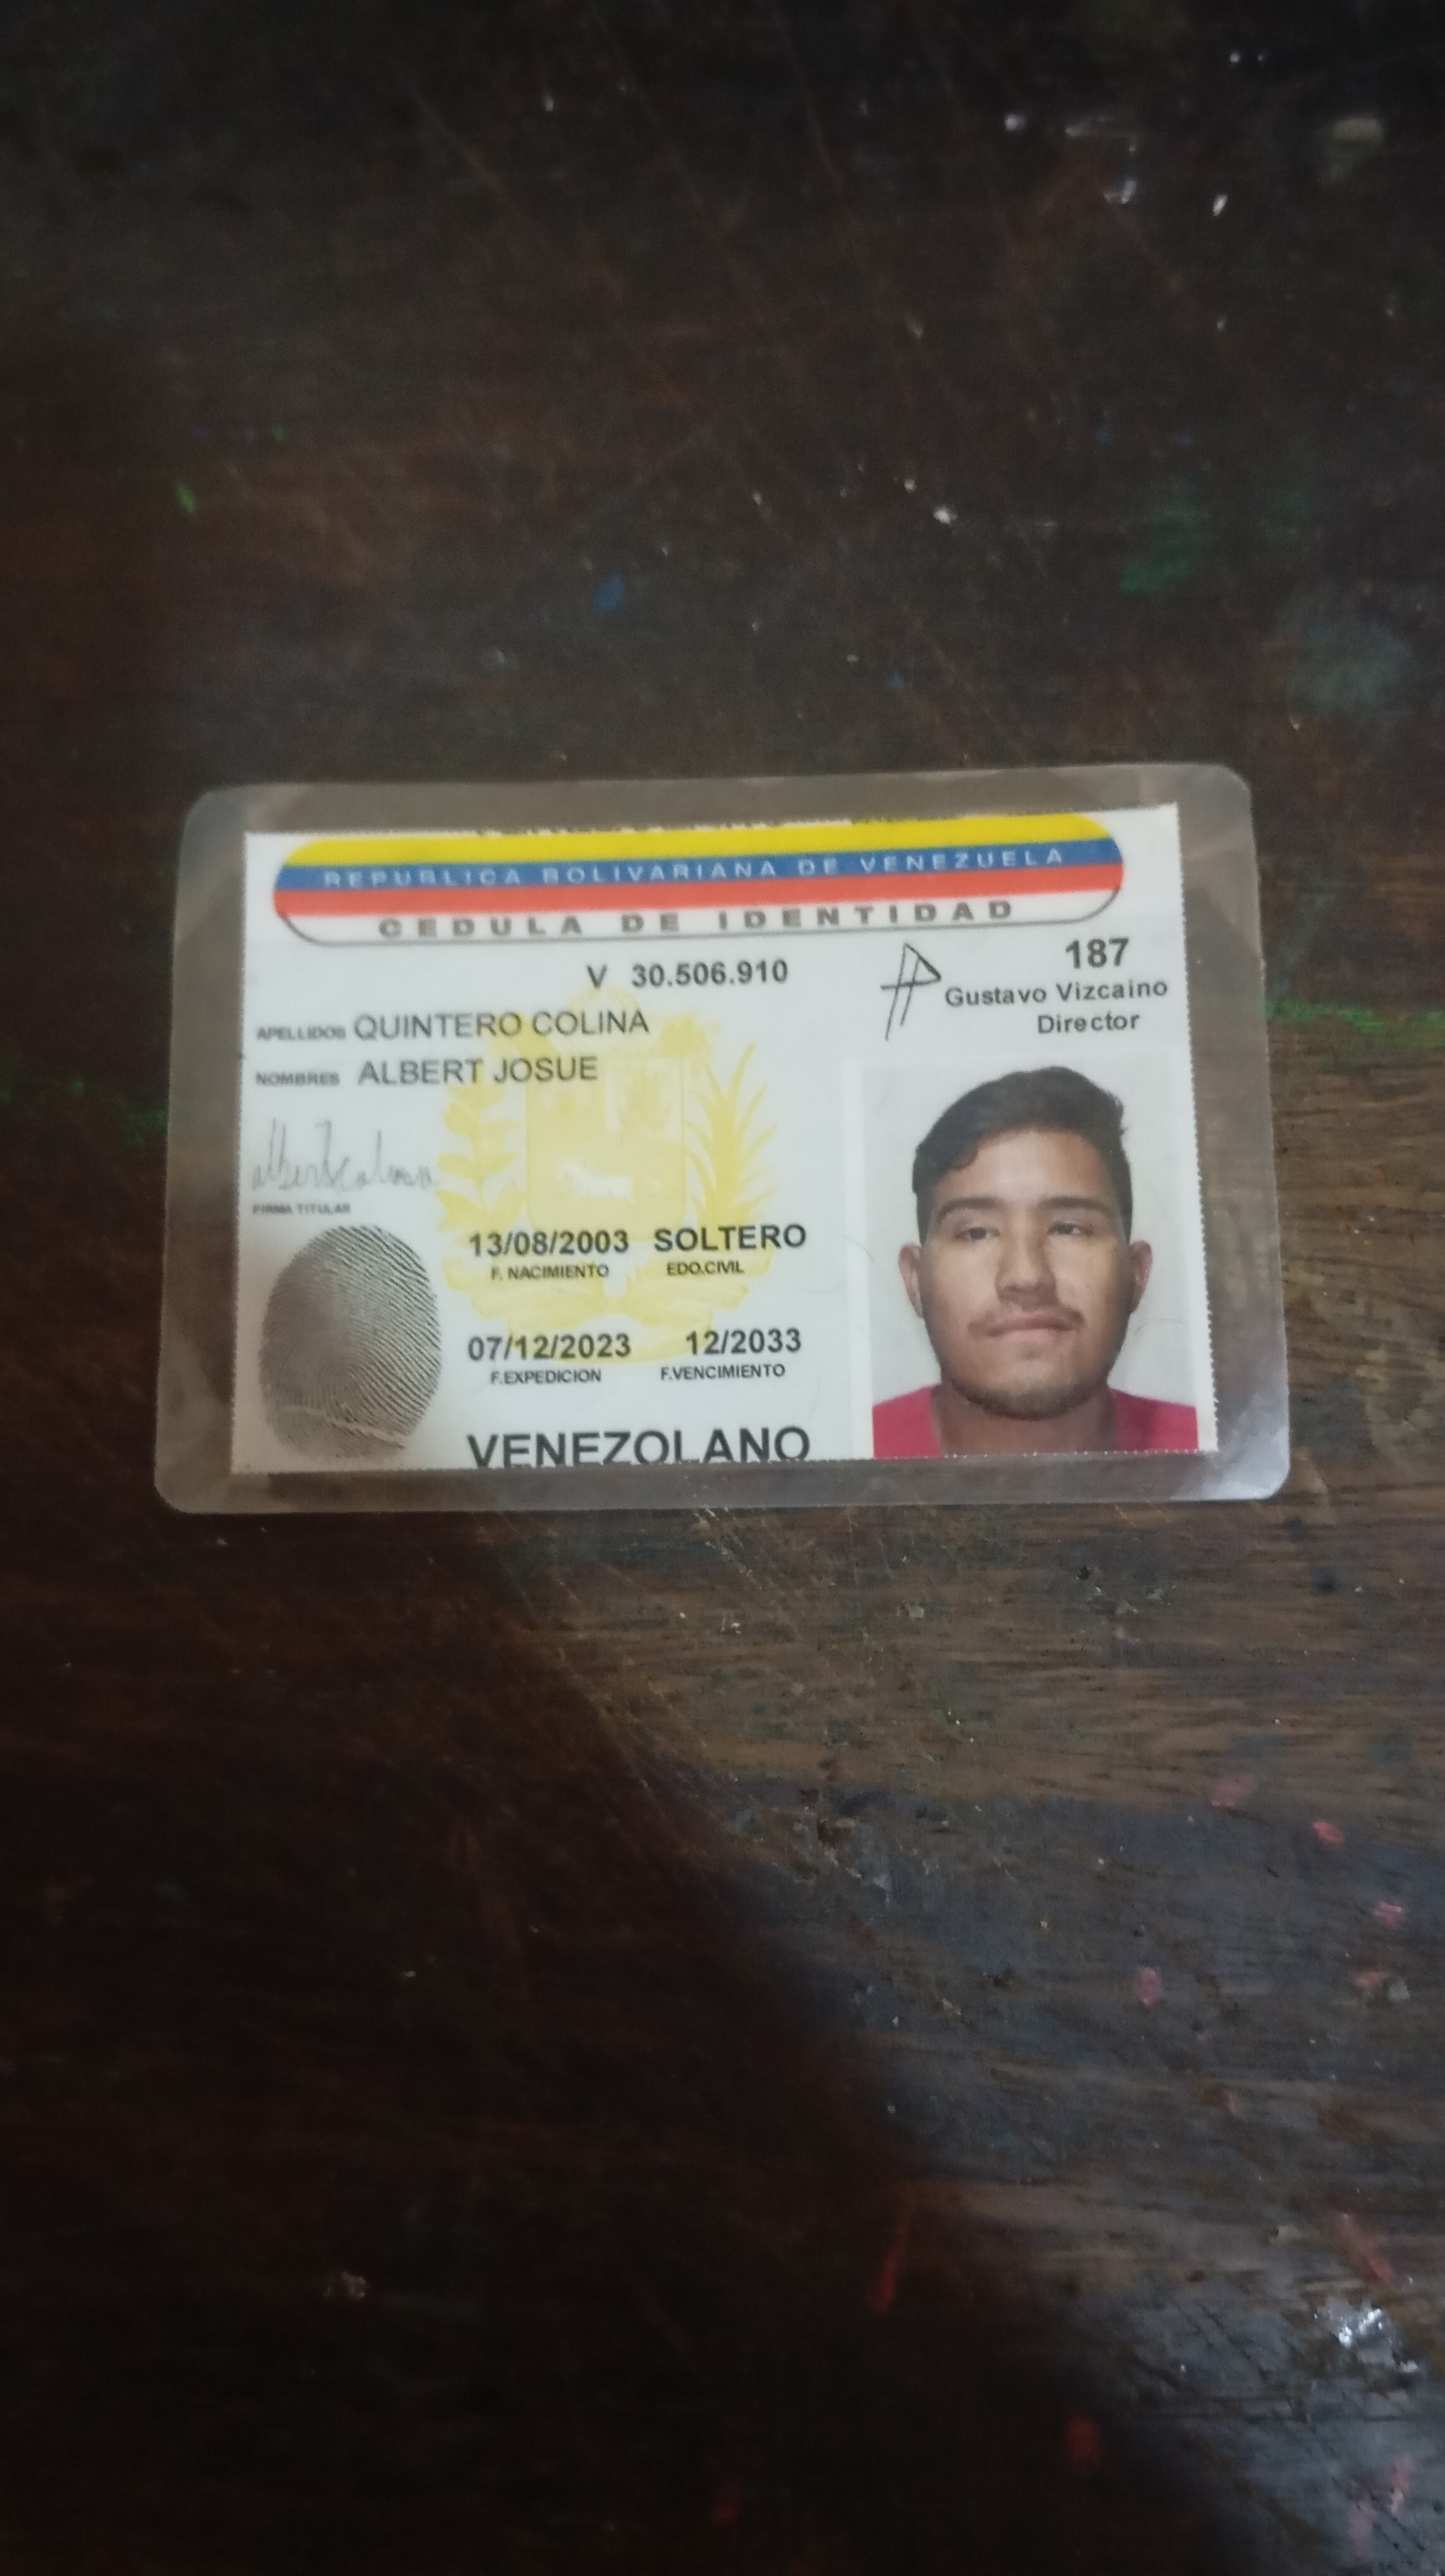 REPUBLICA BOLIVARIANA DE VENEZUELA
CEDULA DE IDENTIDAD
V 30.506.910
187
Gustavo Vizcaino
Director
APELLIDOS QUINTERO COLINA
NOMBRES ALBERT JOSUE
FIRMA TITULAR
13/08/2003 SOLTERO
F. NACIMIENTO EDO.CIVIL
07/12/2023 12/2033
F.EXPEDICION F.VENCIMIENTO
VENEZOLANO